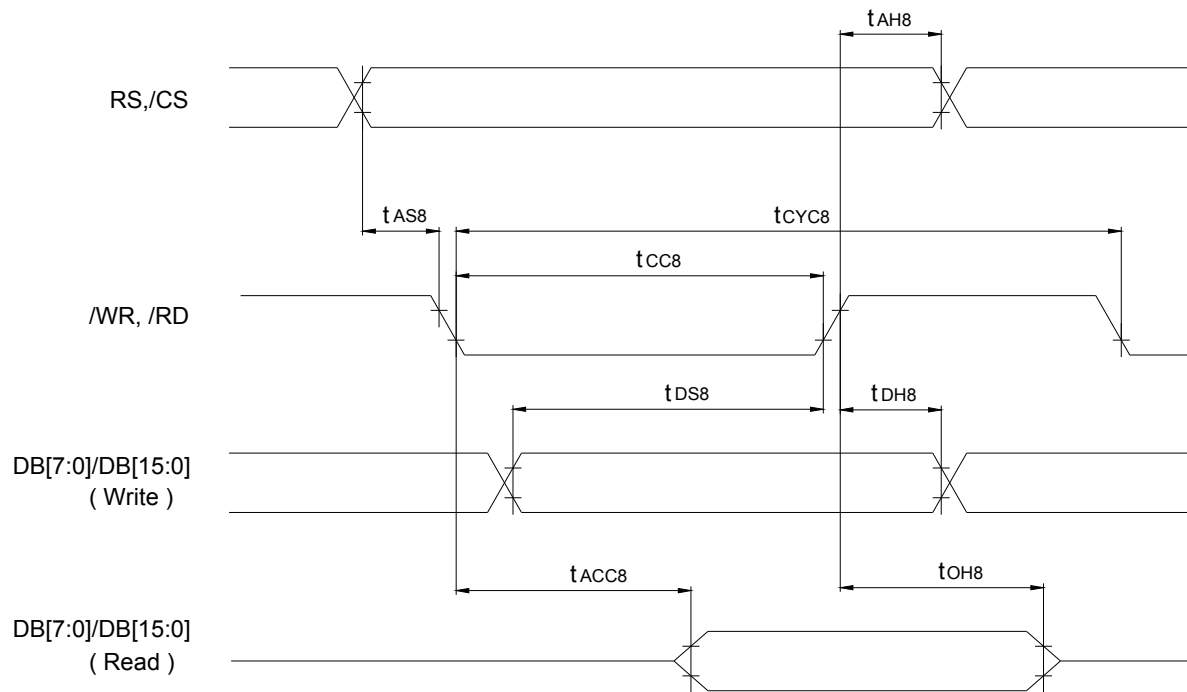 tAH8
RS,/CS
tAS8
tCYC8
tCC8
/WR, /RD
tDS8
tDH8
DB[7:0]/DB[15:0]
( Write )
tACC8
tOH8
DB[7:0]/DB[15:0]
( Read )